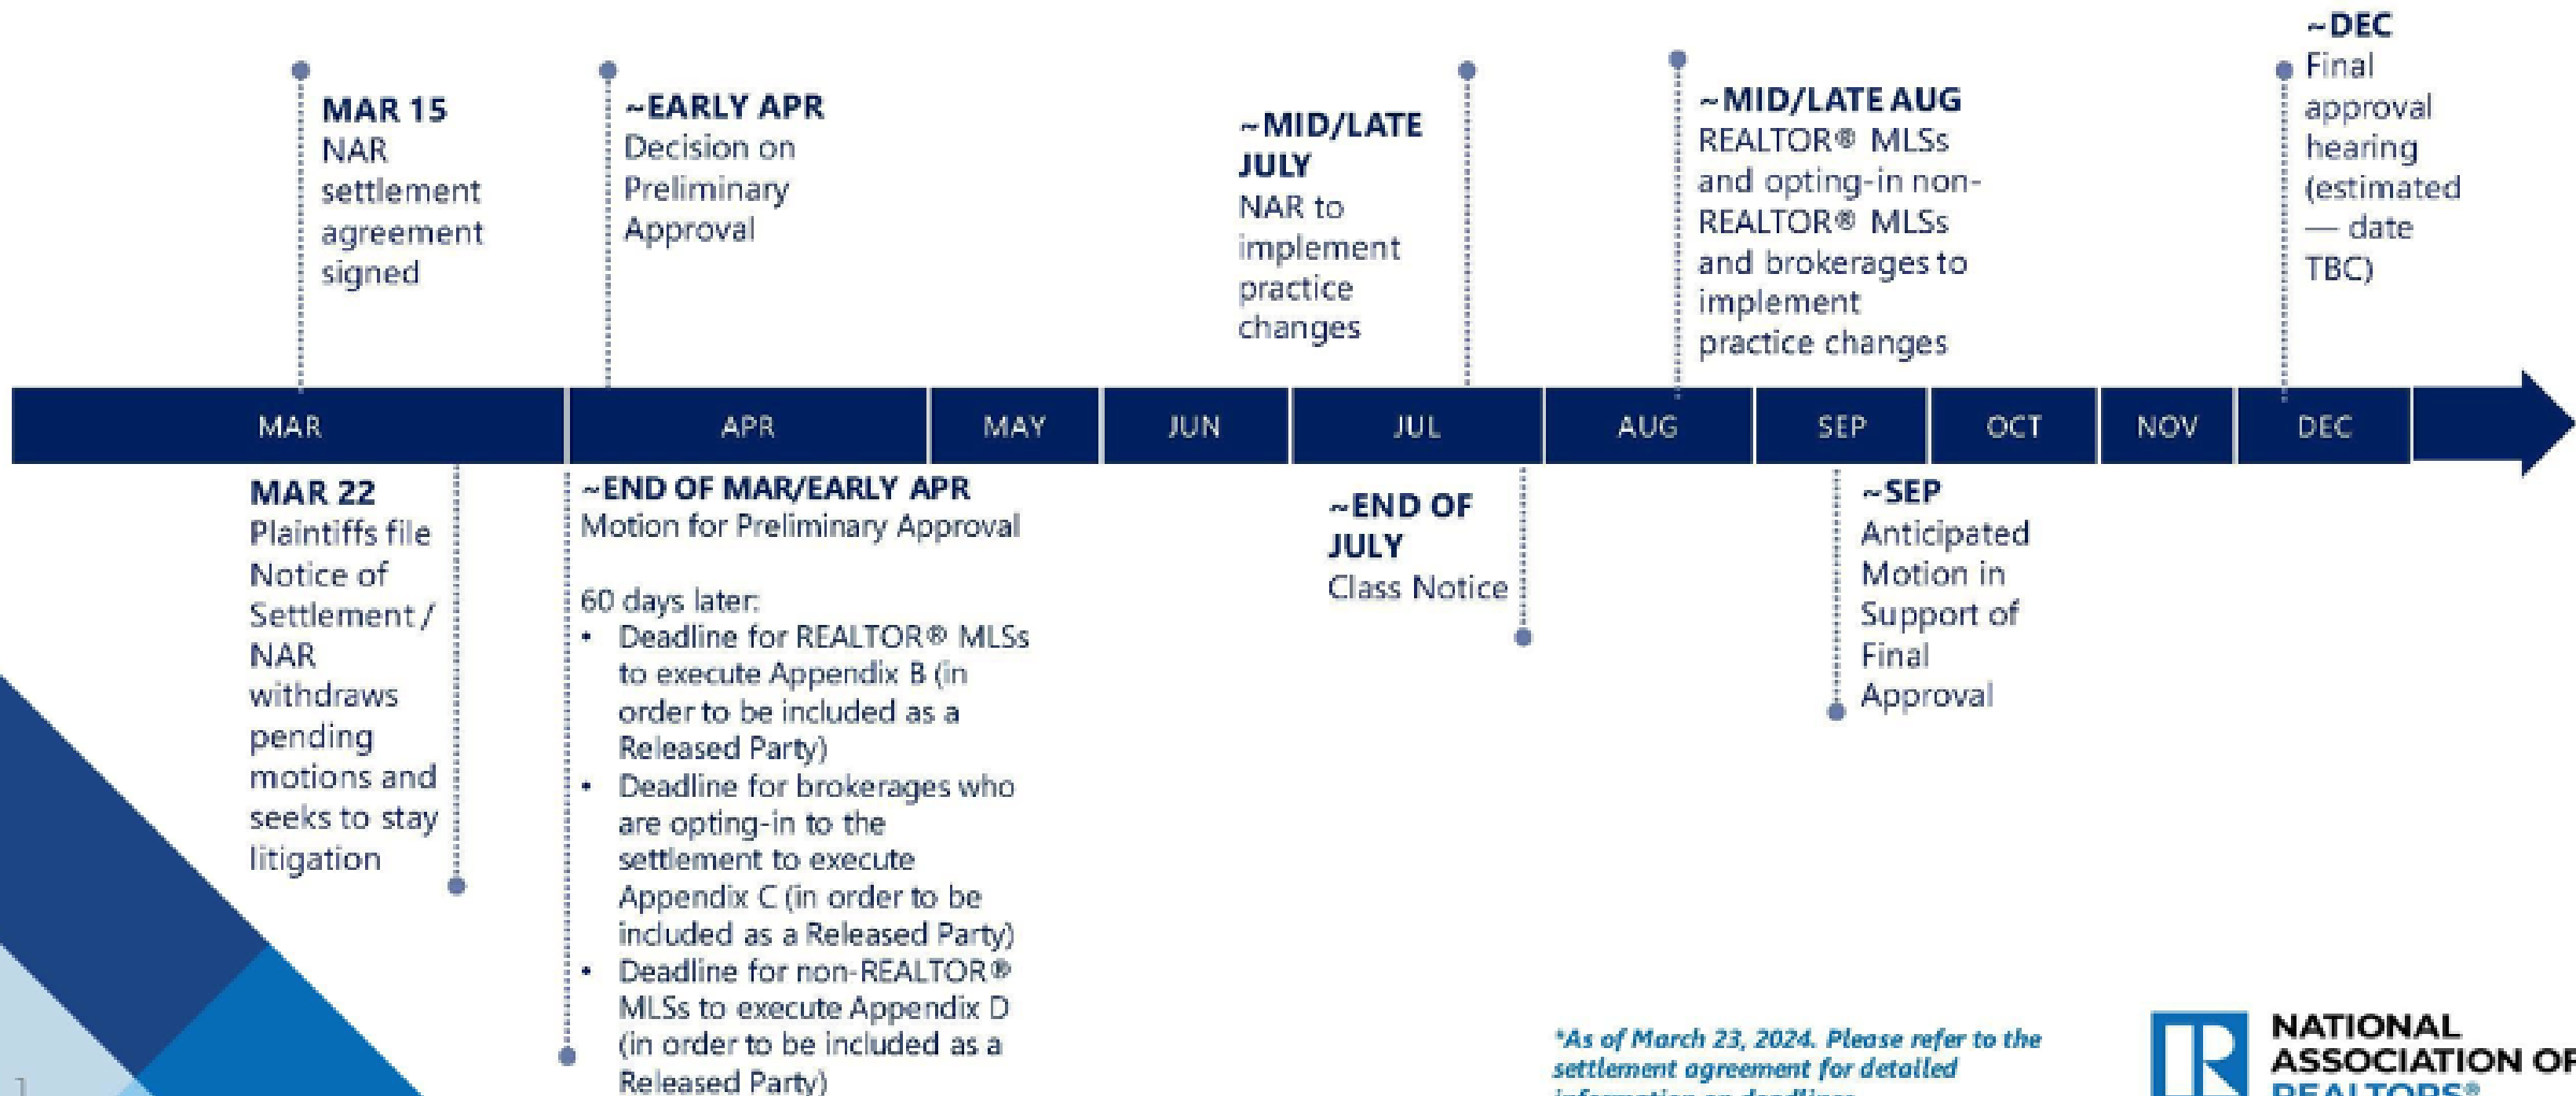 MAR 15
NAR
settlement
agreement
signed
~EARLY APR
Decision on
Preliminary
Approval
~MID/LATE
JULY
NAR to
implement
practice
changes
~MID/LATE AUG
REALTOR® MLSs
and opting-in non-
REALTOR® MLSs
and brokerages to
implement
practice changes
~DEC
Final
approval
hearing
(estimated
— date
TBC)
MAR
APR
MAY
JUN
JUL
AUG
SEP
OCT
NOV
DEC
MAR 22
Plaintiffs file
Notice of
Settlement /
NAR
withdraws
pending
motions and
seeks to stay
litigation
~END OF MAR/EARLY APR
Motion for Preliminary Approval
60 days later:
• Deadline for REALTOR® MLSs
to execute Appendix B (in
order to be included as a
Released Party)
• Deadline for brokerages who
are opting-in to the
settlement to execute
Appendix C (in order to be
included as a Released Party)
• Deadline for non-REALTOR®
MLSs to execute Appendix D
(in order to be included as a
Released Party)
~END OF
JULY
Class Notice
~SEP
Anticipated
Motion in
Support of
Final
Approval
*As of March 23, 2024. Please refer to the
settlement agreement for detailed
information on deadlines
NATIONAL
ASSOCIATION OF
REALTORS®
1